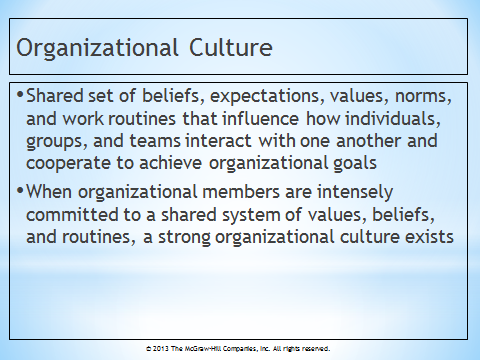 Organizational Culture
•Shared set of beliefs, expectations, values, norms,
and work routines that influence how individuals,
groups, and teams interact with one another and
cooperate to achieve organizational goals
•When organizational members are intensely
committed to a shared system of values, beliefs,
and routines, a strong organizational culture exists
© 2013 The McGraw-Hill Companies, Inc. All rights reserved.